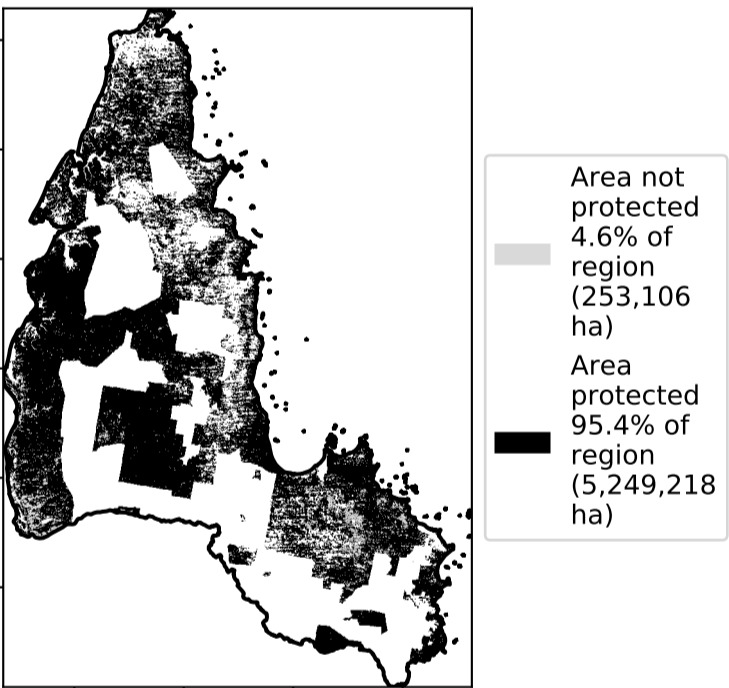 Area not
protected
4.6% of
region
(253,106
ha)
Area
protected
95.4% of
region
(5,249,218
ha)